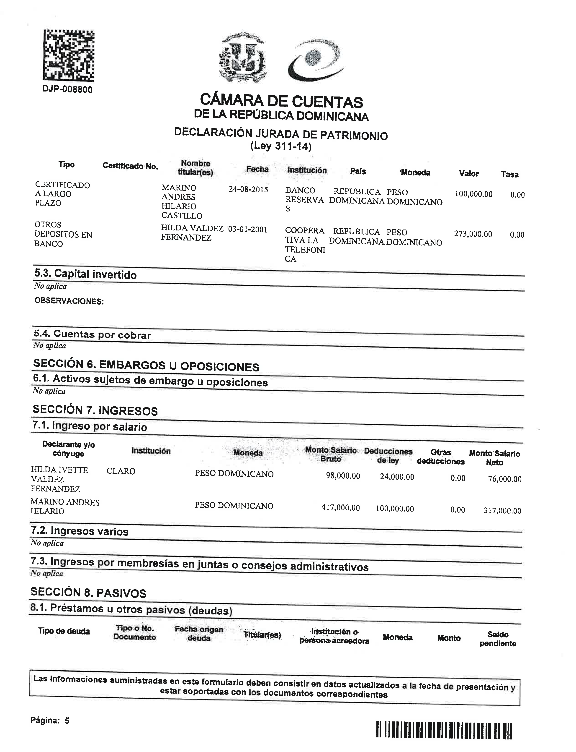 DJP-008800
CÁMARA DE CUENTAS
DE LA REPÚBLICA DOMINICANA
DECLARACIÓN JURADA DE PATRIMONIO
(Ley 311-14)
Tipo Certificado No. Nombre titular(es) Fecha Institución País Moneda Valor Tasa
CERTIFICADO MARINO 24-08-2015 BANCO REPÚBLICA PESO 100,000.00 0.00
A LARGO ANDRES RESERVA DOMINICANA DOMINICANO
PLAZO HILARIO S
CASTILLO
OTROS HILDA VALDEZ 03-01-2001 COOPERA REPÚBLICA PESO 273,000.00 0.00
DEPOSITOS EN FERNANDEZ TIVA LA DOMINICANA DOMINICANO
BANCO TELEFONI
CA
5.3. Capital invertido
No aplica
OBSERVACIONES:
5.4. Cuentas por cobrar
No aplica
SECCIÓN 6. EMBARGOS U OPOSICIONES
6.1. Activos sujetos de embargo u oposiciones
No aplica
SECCIÓN 7. INGRESOS
7.1. Ingreso por salario
Declarante y/o cónyuge Institución Moneda Monto Salario Bruto Deducciones de ley Otras deducciones Monto Salario Neto
HILDA IVETTE CLARO PESO DOMINICANO 98,000.00 24,000.00 0.00 76,000.00
VALDEZ
FERNANDEZ
MARINO ANDRES PESO DOMINICANO 417,000.00 100,000.00 0.00 317,000.00
HILARIO
7.2. Ingresos varios
No aplica
7.3. Ingresos por membresías en juntas o consejos administrativos
No aplica
SECCIÓN 8. PASIVOS
8.1. Préstamos u otros pasivos (deudas)
Tipo de deuda Tipo o No. Documento Fecha origen deuda Titular(es) Institución o persona acreedora Moneda Monto Saldo pendiente
Las informaciones suministradas en este formulario deben consistir en datos actualizados a la fecha de presentación y
estar soportadas con los documentos correspondientes
Página: 5